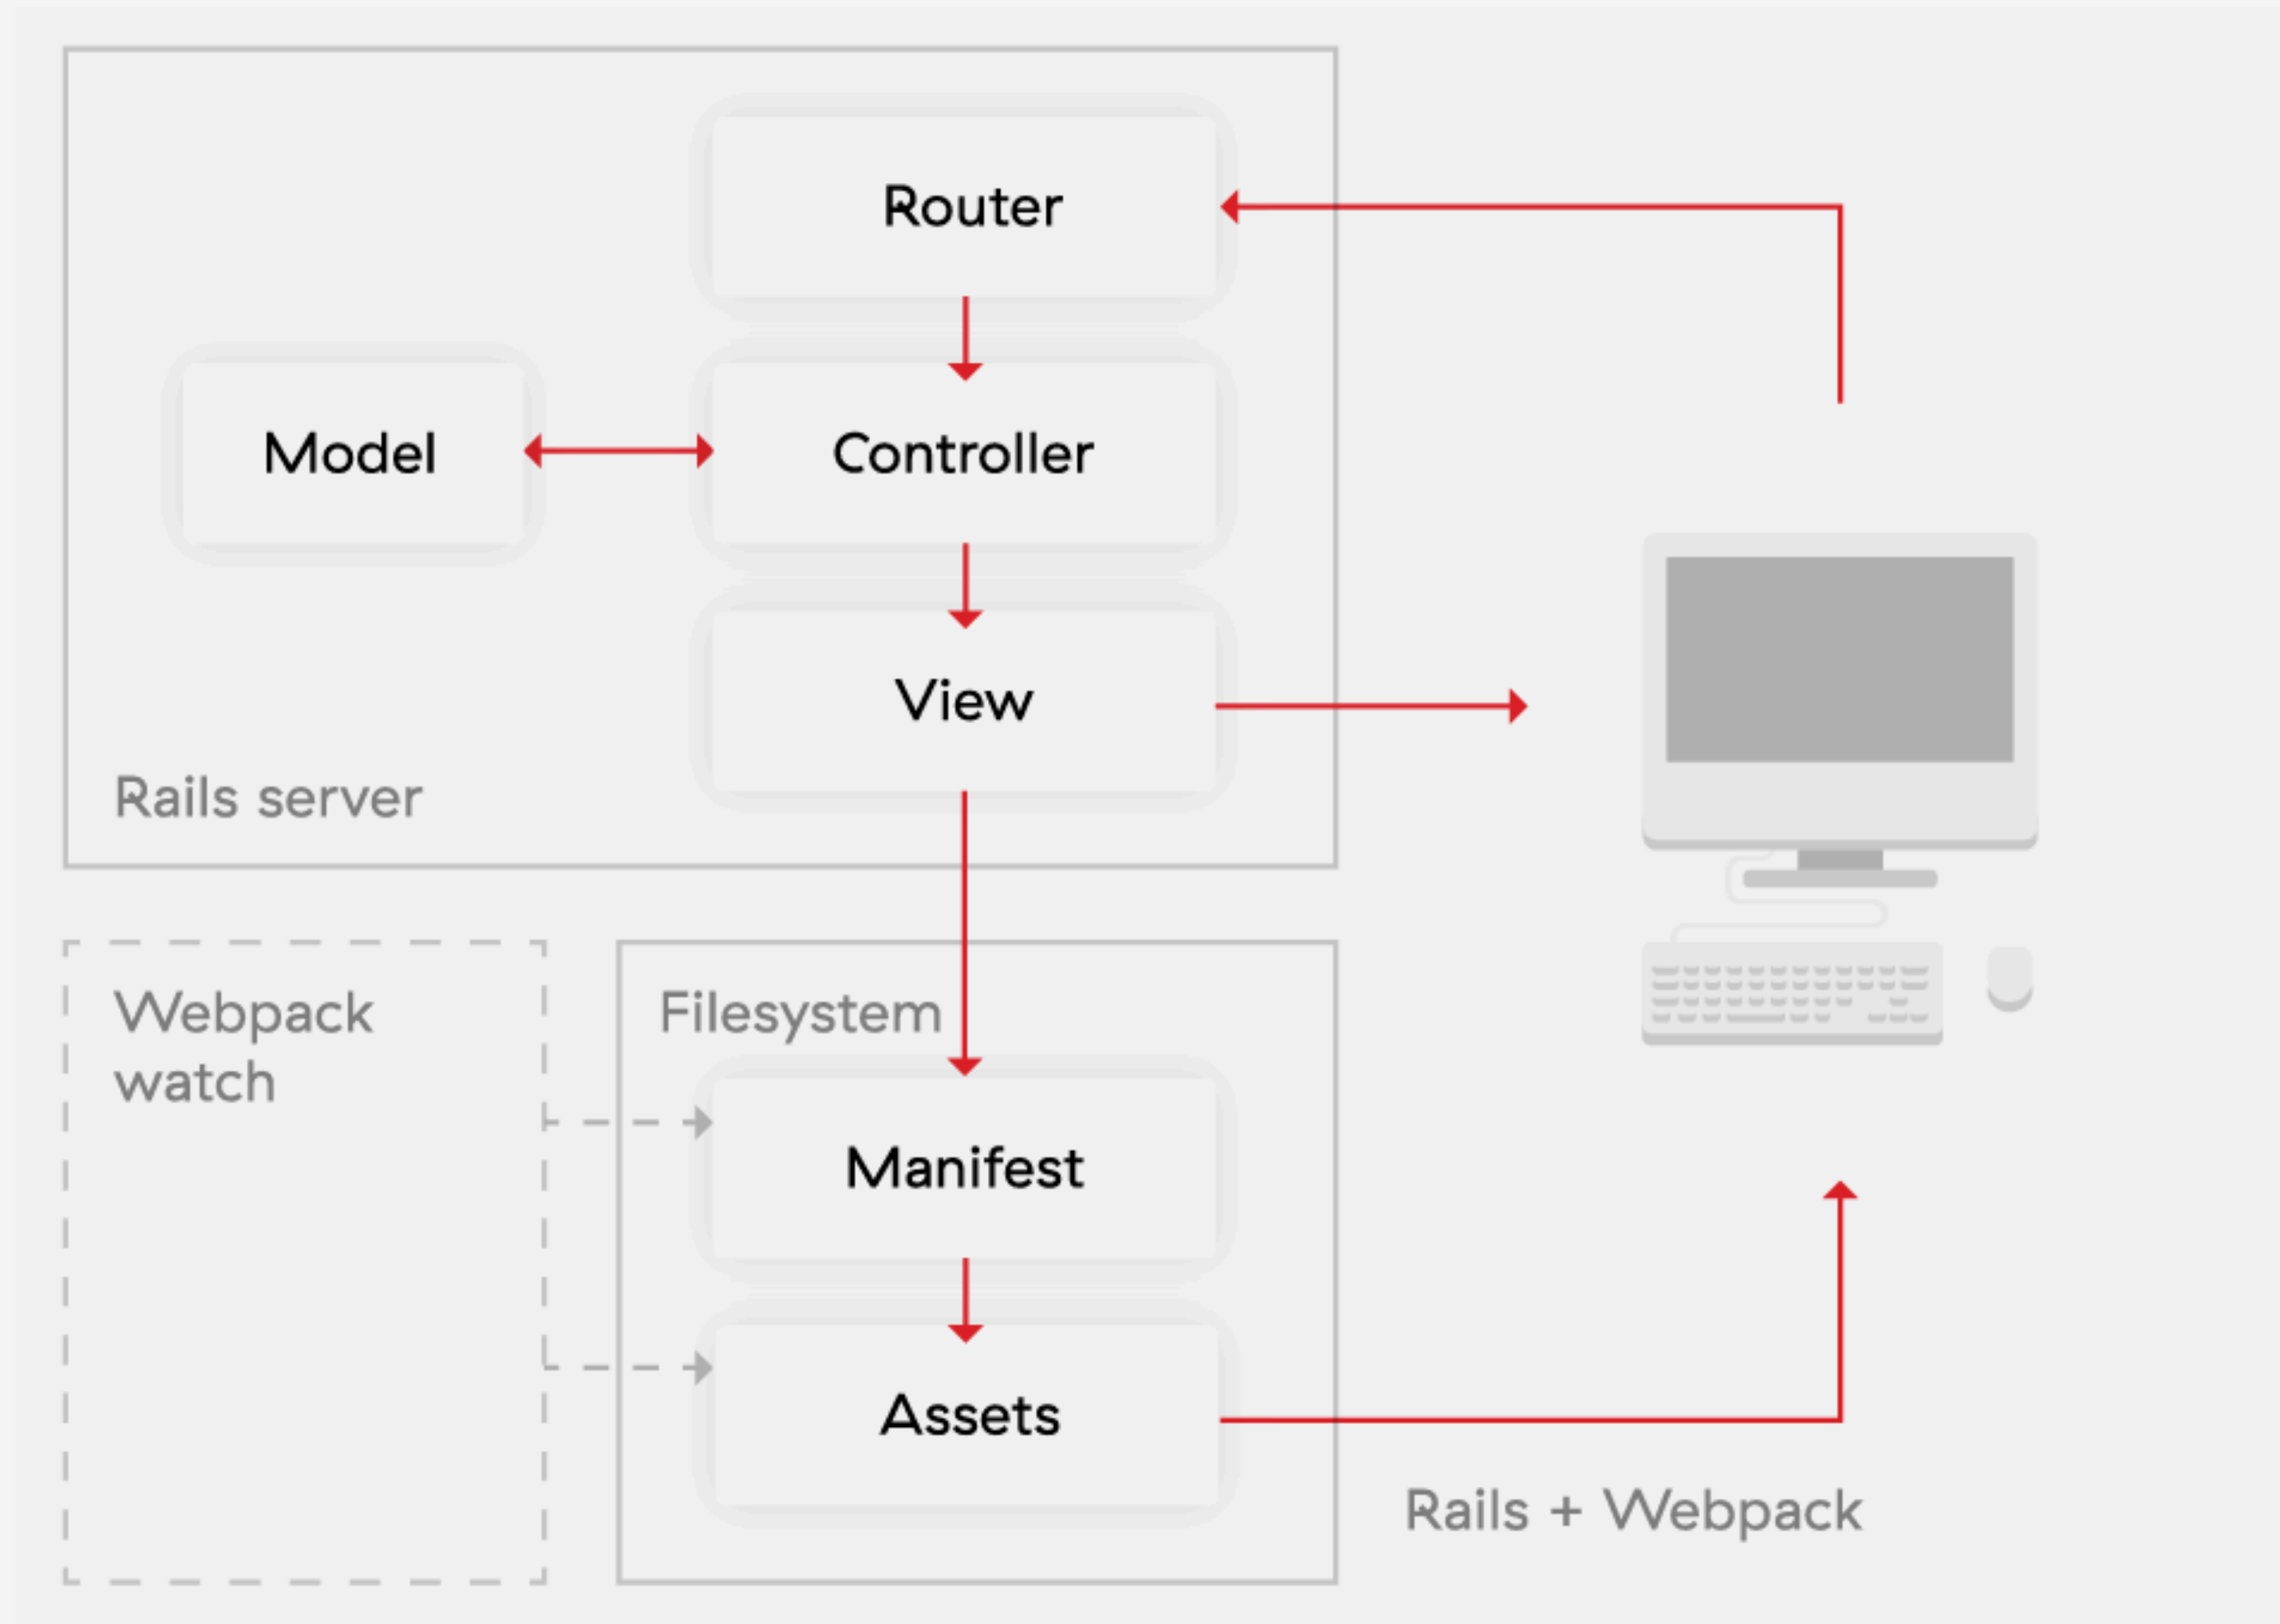 Router
Model
Controller
View
Rails server
Webpack
watch
Filesystem
Manifest
Assets
Rails + Webpack